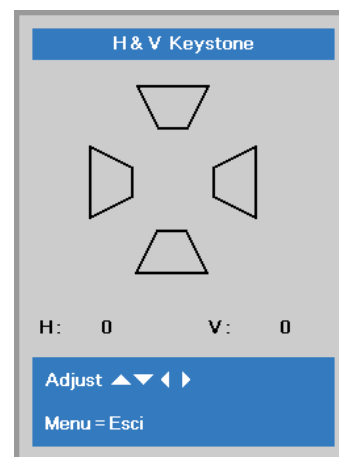 H & V Keystone
H: 0 V: 0
Adjust ▲▼◀▶
Menu = Esci